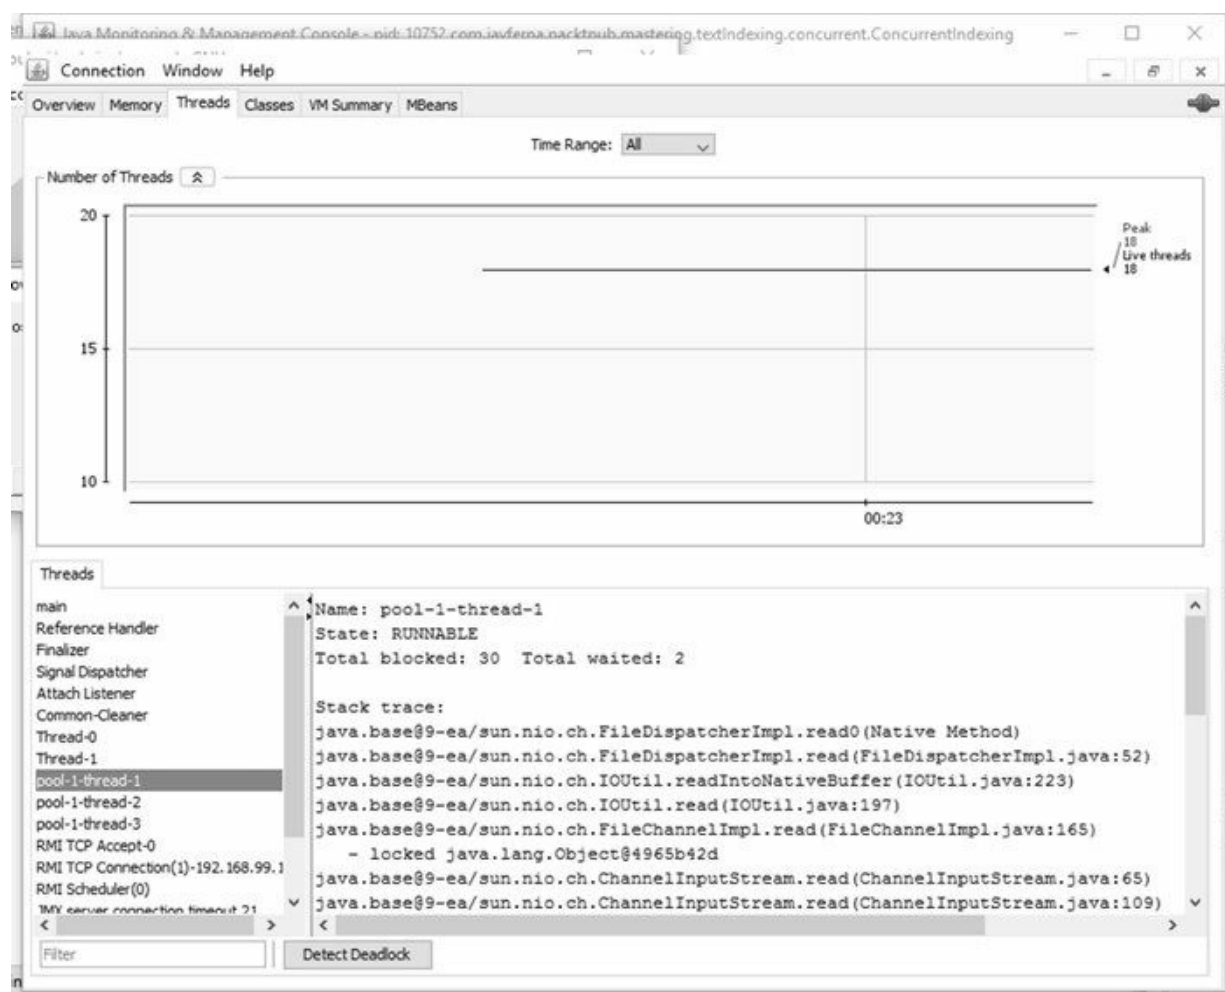 Java Monitoring & Management Console - pid: 10752 com.javferna.packtpub.mastering.textIndexing.concurrent.ConcurrentIndexing
Connection Window Help
Overview Memory Threads Classes VM Summary MBeans
Time Range: All
Number of Threads
20
15
10
00:23
Peak
18
Live threads
18
Threads
main
Reference Handler
Finalizer
Signal Dispatcher
Attach Listener
Common-Cleaner
Thread-0
Thread-1
pool-1-thread-1
pool-1-thread-2
pool-1-thread-3
RMI TCP Accept-0
RMI TCP Connection(1)-192.168.99.1
RMI Scheduler(0)
JMX server connection timeout 21
Filter
Name: pool-1-thread-1
State: RUNNABLE
Total blocked: 30 Total waited: 2
Stack trace:
java.base@9-ea/sun.nio.ch.FileDispatcherImpl.read0(Native Method)
java.base@9-ea/sun.nio.ch.FileDispatcherImpl.read(FileDispatcherImpl.java:52)
java.base@9-ea/sun.nio.ch.IOUtil.readIntoNativeBuffer(IOUtil.java:223)
java.base@9-ea/sun.nio.ch.IOUtil.read(IOUtil.java:197)
java.base@9-ea/sun.nio.ch.FileChannelImpl.read(FileChannelImpl.java:165)
- locked java.lang.Object@4965b42d
java.base@9-ea/sun.nio.ch.ChannelInputStream.read(ChannelInputStream.java:65)
java.base@9-ea/sun.nio.ch.ChannelInputStream.read(ChannelInputStream.java:109)
Detect Deadlock